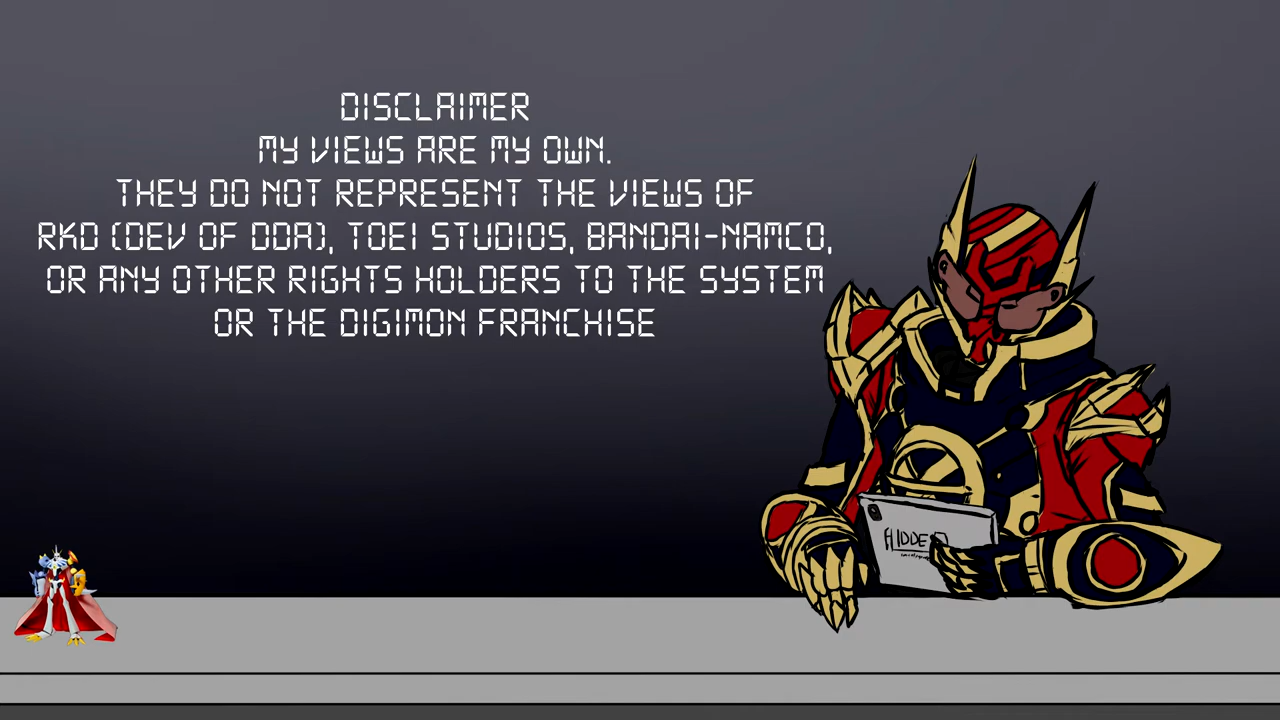 DISCLAIMER
MY VIEWS ARE MY OWN.
THEY DO NOT REPRESENT THE VIEWS OF
RKO (DEV OF DDA), TOEI STUDIOS, BANDAI-NAMCO,
OR ANY OTHER RIGHTS HOLDERS TO THE SYSTEM
OR THE DIGIMON FRANCHISE